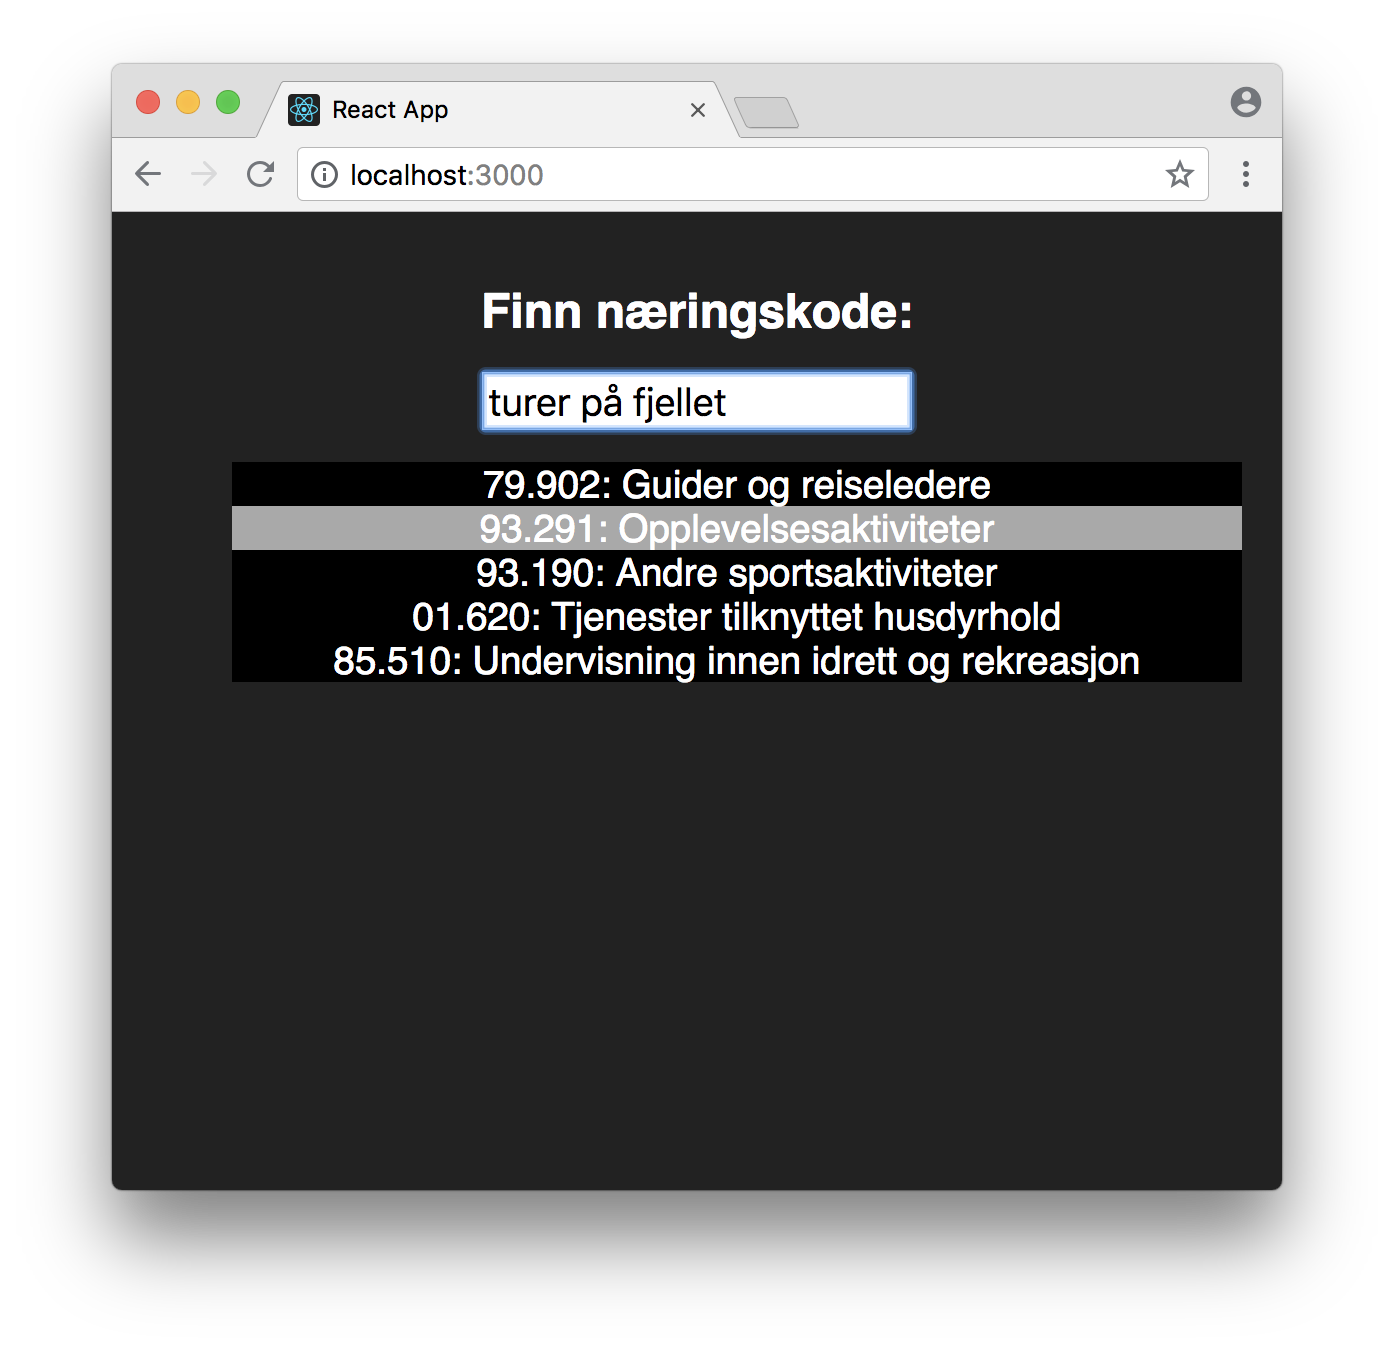 React App
localhost:3000
Finn næringskode:
turer på fjellet
79.902: Guider og reiseledere
93.291: Opplevelsesaktiviteter
93.190: Andre sportsaktiviteter
01.620: Tjenester tilknyttet husdyrhold
85.510: Undervisning innen idrett og rekreasjon